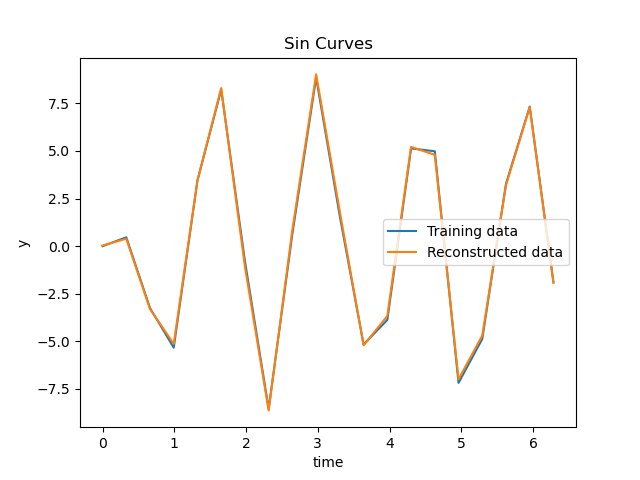 Sin Curves
7.5
5.0
2.5
0.0
−2.5
−5.0
−7.5
y
Training data
Reconstructed data
0 1 2 3 4 5 6
time